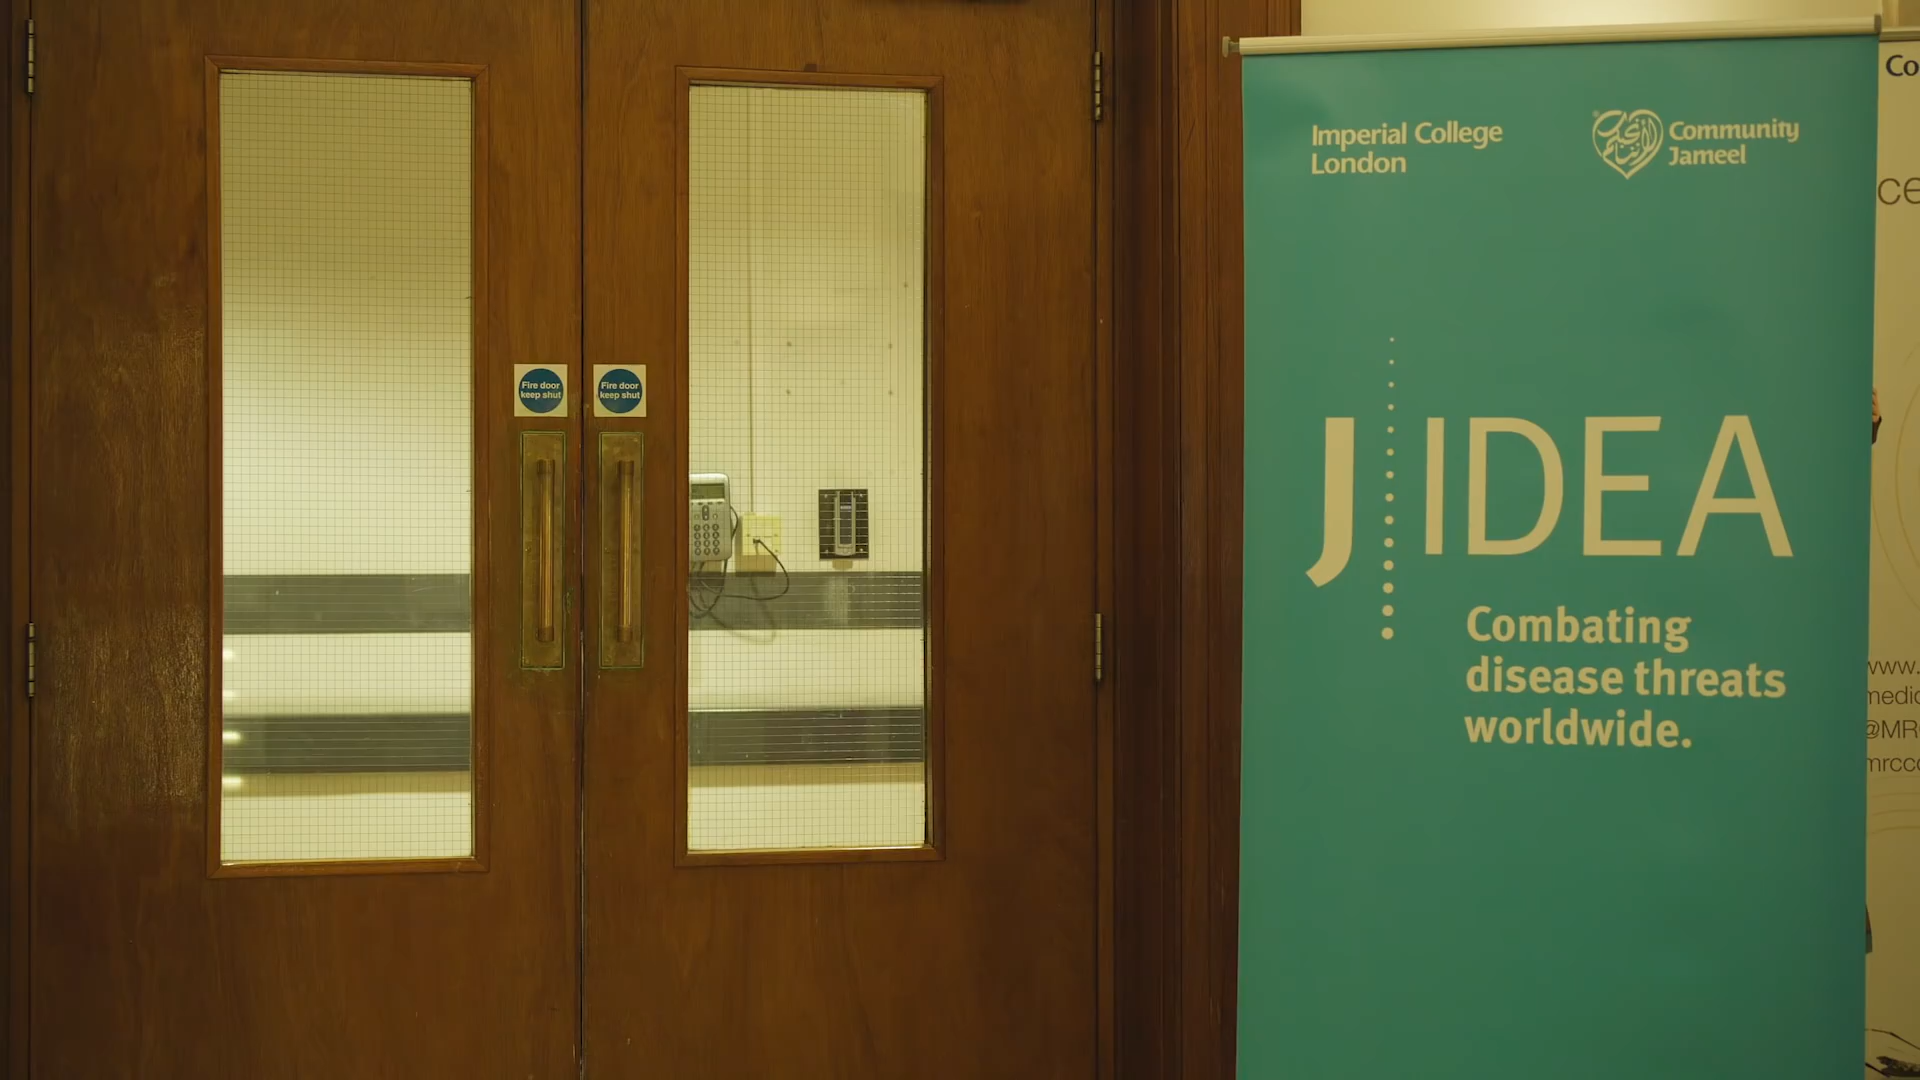 Fire door
keep shut
Fire door
keep shut
Imperial College
London
Community
Jameel
J IDEA
Combating
disease threats
worldwide.
Co
ce
www.
medic
@MR
mrcc